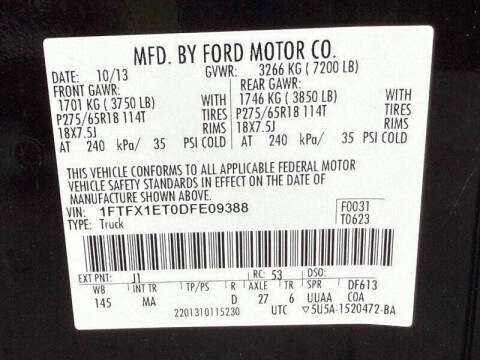 MFD. BY FORD MOTOR CO.
DATE: 10/13 GVWR: 3266 KG ( 7200 LB)
FRONT GAWR: REAR GAWR:
1701 KG ( 3750 LB) WITH 1746 KG ( 3850 LB) WITH
P275/65R18 114T TIRES P275/65R18 114T TIRES
18X7.5J RIMS 18X7.5J RIMS
AT 240 kPa/ 35 PSI COLD AT 240 kPa/ 35 PSI COLD
THIS VEHICLE CONFORMS TO ALL APPLICABLE FEDERAL MOTOR
VEHICLE SAFETY STANDARDS IN EFFECT ON THE DATE OF
MANUFACTURE SHOWN ABOVE.
VIN: 1FTFX1ET0DFE09388 F0031
TYPE: Truck T0623
EXT PNT: J1 RC: 53 DSO:
WB INT TR TP/PS R AXLE TR SPR DF613
145 MA D 27 6 UUAA COA
2201310115230 UTC 5U5A-1520472-BA